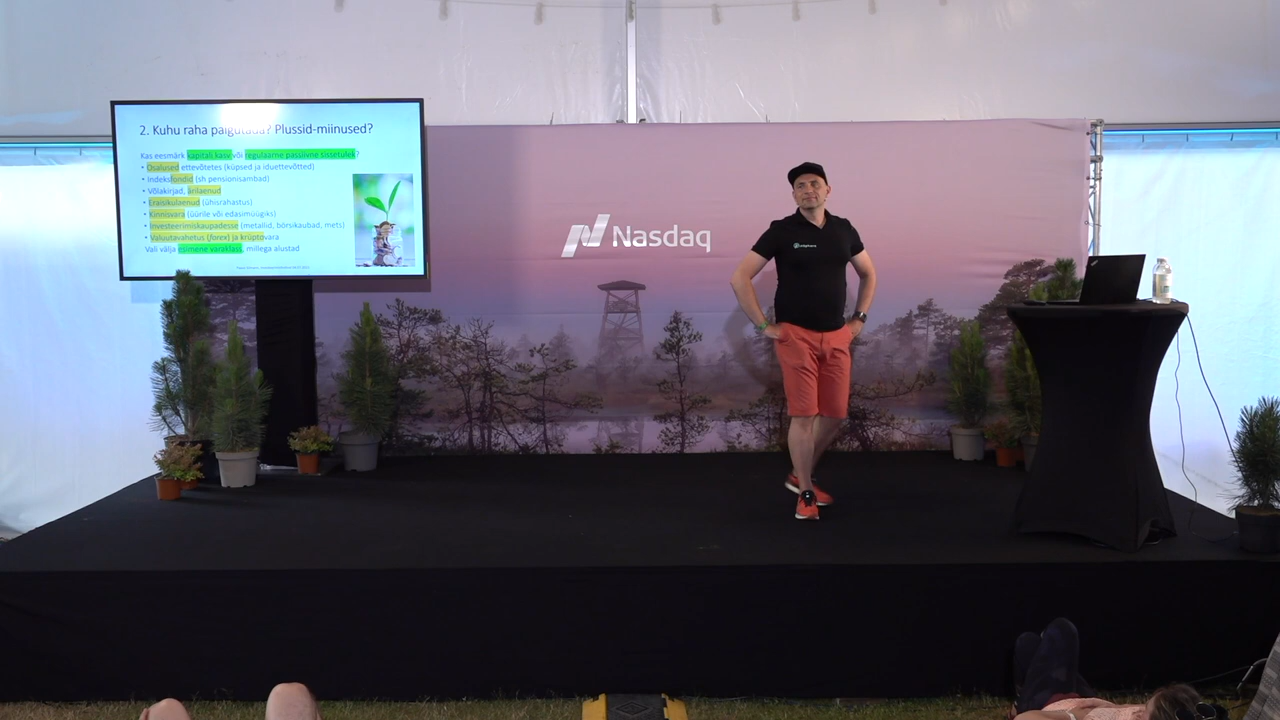 2. Kuhu raha paigutada? Plussid-miinused?
Kas eesmärk kapitali kasv või regulaarne passiivne sissetulek?
• Osalused ettevõtetes (küpsed ja iduettevõtted)
• Indeksfondid (sh pensionisambad)
• Võlakirjad, ärilaenud
• Eraisikulaenud (ühisrahastus)
• Kinnisvara (üürile või edasimüügiks)
• Investeerimiskaupadesse (metallid, börsikaubad, mets)
• Valuutavahetus (forex) ja krüptovara
Vali välja esimene varaklass, millega alustad
Nasdaq